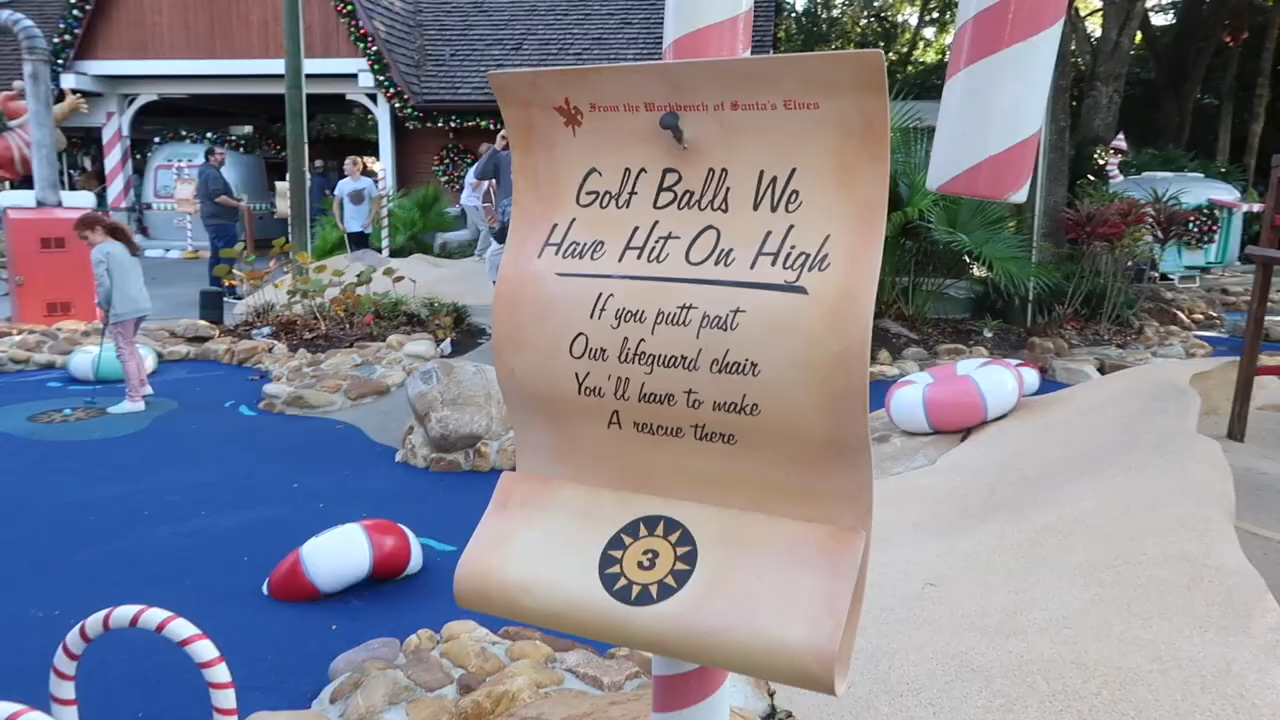 From the Workbench of Santa's Elves
Golf Balls We
Have Hit On High
If you putt past
Our lifeguard chair
You'll have to make
A rescue there
3